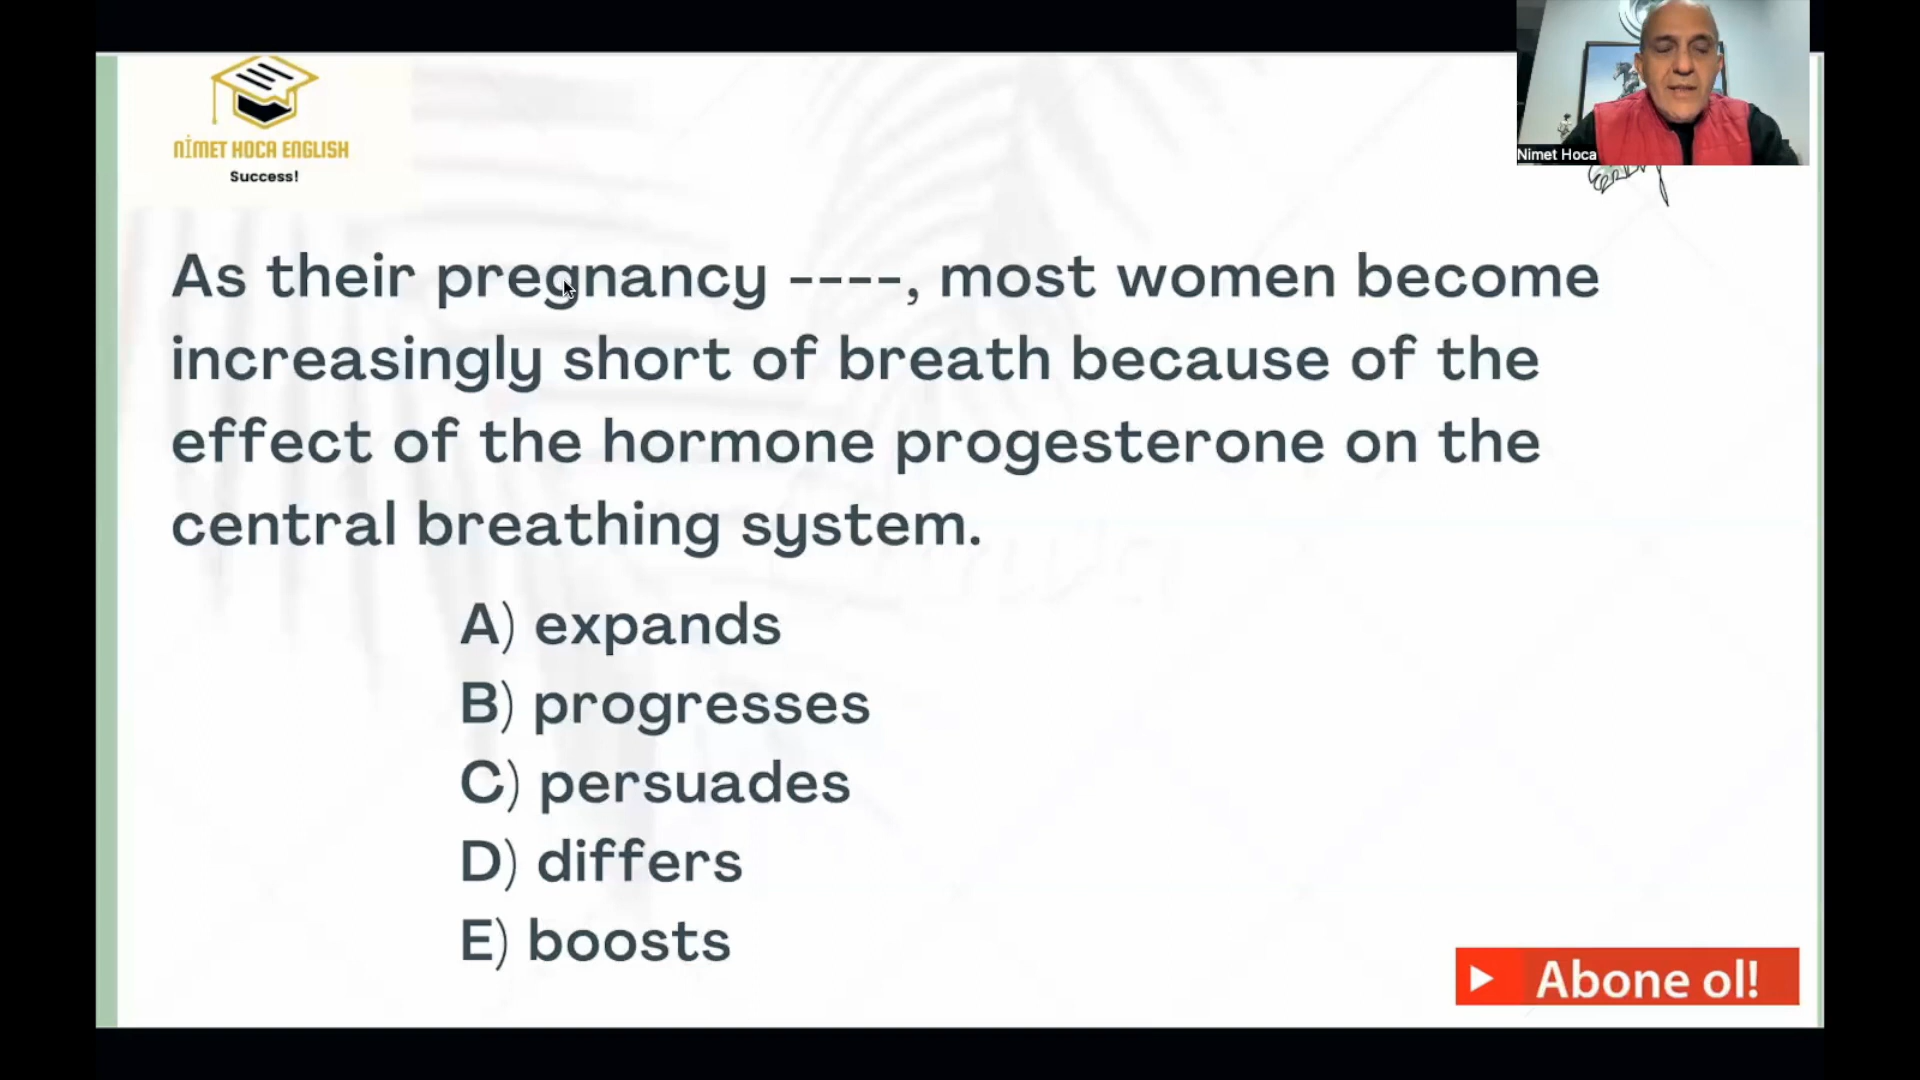 NİMET HOCA ENGLISH
Success!
Nimet Hoca
As their pregnancy ----, most women become
increasingly short of breath because of the
effect of the hormone progesterone on the
central breathing system.
A) expands
B) progresses
C) persuades
D) differs
E) boosts
Abone ol!